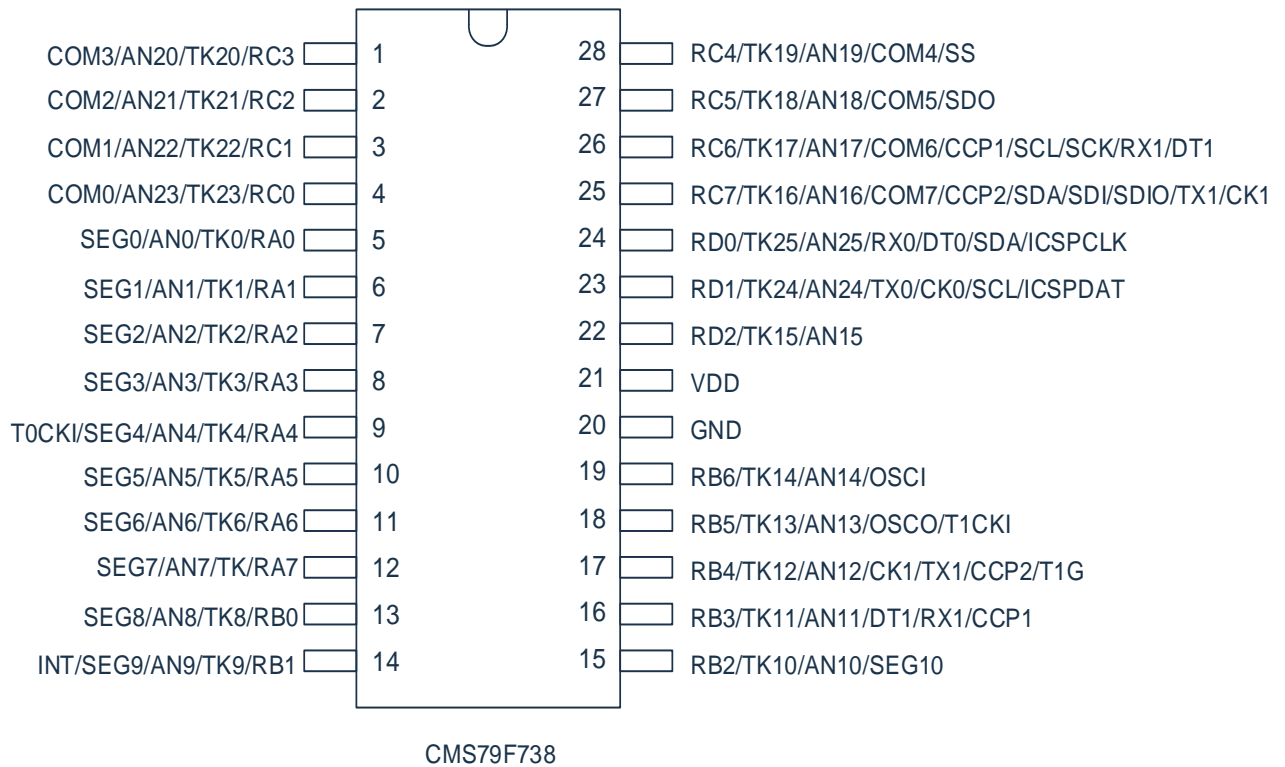 COM3/AN20/TK20/RC3 1 28 RC4/TK19/AN19/COM4/SS
COM2/AN21/TK21/RC2 2 27 RC5/TK18/AN18/COM5/SDO
COM1/AN22/TK22/RC1 3 26 RC6/TK17/AN17/COM6/CCP1/SCL/SCK/RX1/DT1
COM0/AN23/TK23/RC0 4 25 RC7/TK16/AN16/COM7/CCP2/SDA/SDI/SDIO/TX1/CK1
SEG0/AN0/TK0/RA0 5 24 RD0/TK25/AN25/RX0/DT0/SDA/ICSPCLK
SEG1/AN1/TK1/RA1 6 23 RD1/TK24/AN24/TX0/CK0/SCL/ICSPDAT
SEG2/AN2/TK2/RA2 7 22 RD2/TK15/AN15
SEG3/AN3/TK3/RA3 8 21 VDD
T0CKI/SEG4/AN4/TK4/RA4 9 20 GND
SEG5/AN5/TK5/RA5 10 19 RB6/TK14/AN14/OSCI
SEG6/AN6/TK6/RA6 11 18 RB5/TK13/AN13/OSCO/T1CKI
SEG7/AN7/TK/RA7 12 17 RB4/TK12/AN12/CK1/TX1/CCP2/T1G
SEG8/AN8/TK8/RB0 13 16 RB3/TK11/AN11/DT1/RX1/CCP1
INT/SEG9/AN9/TK9/RB1 14 15 RB2/TK10/AN10/SEG10
CMS79F738